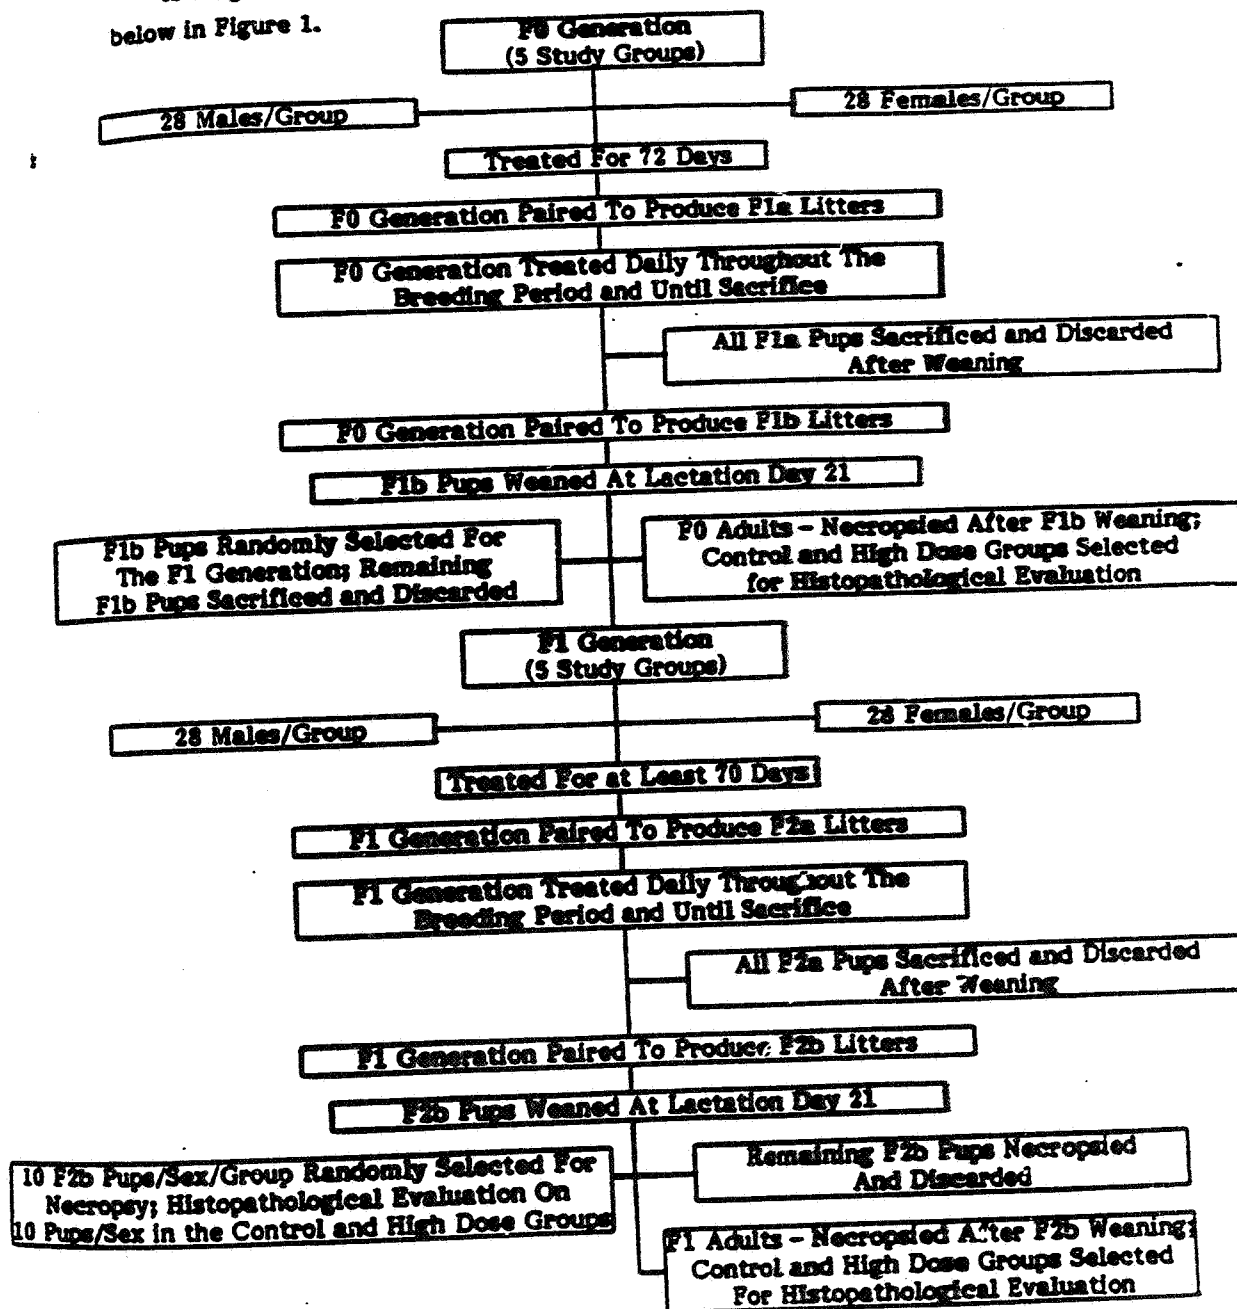 below in Figure 1.
F0 Generation
(5 Study Groups)
28 Males/Group
28 Females/Group
Treated For 72 Days
F0 Generation Paired To Produce F1a Litters
F0 Generation Treated Daily Throughout The
Breeding Period and Until Sacrifice
All F1a Pups Sacrificed and Discarded
After Weaning
F0 Generation Paired To Produce F1b Litters
F1b Pups Weaned At Lactation Day 21
F1b Pups Randomly Selected For
The F1 Generation; Remaining
F1b Pups Sacrificed and Discarded
F0 Adults - Necropsied After F1b Weaning;
Control and High Dose Groups Selected
for Histopathological Evaluation
F1 Generation
(5 Study Groups)
28 Males/Group
28 Females/Group
Treated For at Least 70 Days
F1 Generation Paired To Produce F2a Litters
F1 Generation Treated Daily Throughout The
Breeding Period and Until Sacrifice
All F2a Pups Sacrificed and Discarded
After Weaning
F1 Generation Paired To Produce F2b Litters
F2b Pups Weaned At Lactation Day 21
10 F2b Pups/Sex/Group Randomly Selected For
Necropsy; Histopathological Evaluation On
10 Pups/Sex in the Control and High Dose Groups
Remaining F2b Pups Necropsied
And Discarded
F1 Adults - Necropsied After F2b Weaning;
Control and High Dose Groups Selected
For Histopathological Evaluation